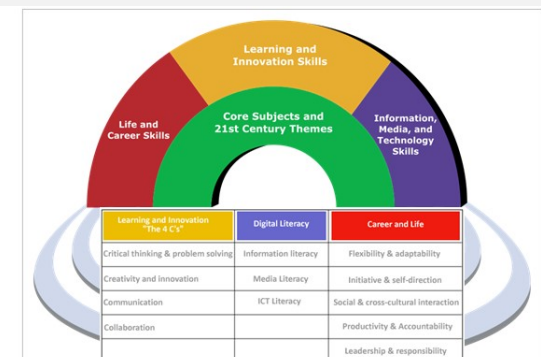 Learning and
Innovation Skills
Life and
Career Skills
Core Subjects and
21st Century Themes
Information,
Media, and
Technology
Skills
Learning and Innovation
"The 4 C's"
Digital Literacy
Career and Life
Critical thinking & problem solving
Information literacy
Flexibility & adaptability
Creativity and innovation
Media Literacy
Initiative & self-direction
Communication
ICT Literacy
Social & cross-cultural interaction
Collaboration
Productivity & Accountability
Leadership & responsibility